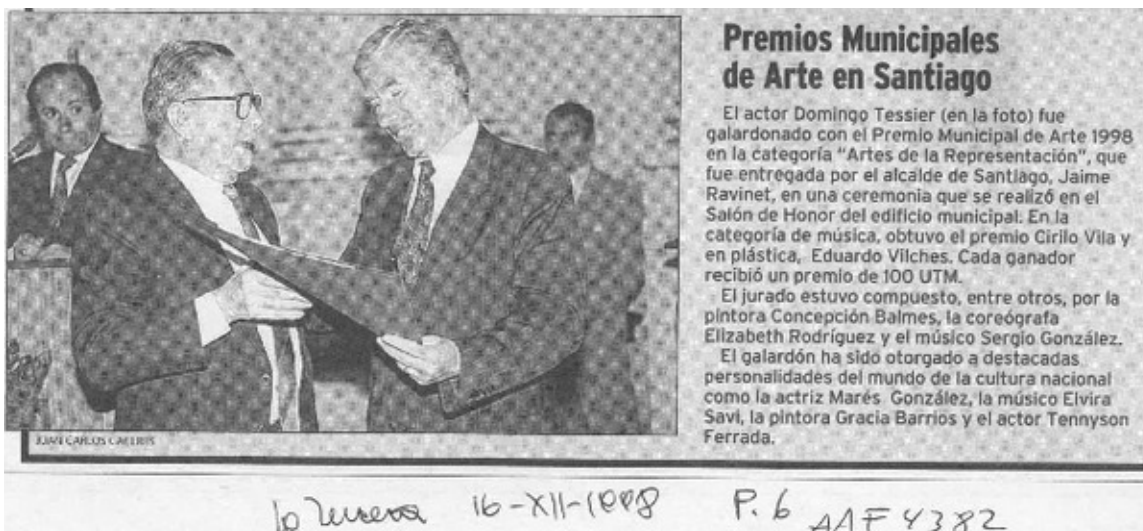 Premios Municipales
de Arte en Santiago
El actor Domingo Tessier (en la foto) fue
galardonado con el Premio Municipal de Arte 1998
en la categoría "Artes de la Representación", que
fue entregada por el alcalde de Santiago, Jaime
Ravinet, en una ceremonia que se realizó en el
Salón de Honor del edificio municipal. En la
categoría de música, obtuvo el premio Cirilo Vila y
en plástica, Eduardo Vilches. Cada ganador
recibió un premio de 100 UTM.
El jurado estuvo compuesto, entre otros, por la
pintora Concepción Balmes, la coreógrafa
Elizabeth Rodríguez y el músico Sergio González.
El galardón ha sido otorgado a destacadas
personalidades del mundo de la cultura nacional
como la actriz Marés González, la músico Elvira
Savi, la pintora Gracia Barrios y el actor Tennyson
Ferrada.
JUAN CARLOS
la Tercera 16-XII-1998 P. 6 AAF 4382